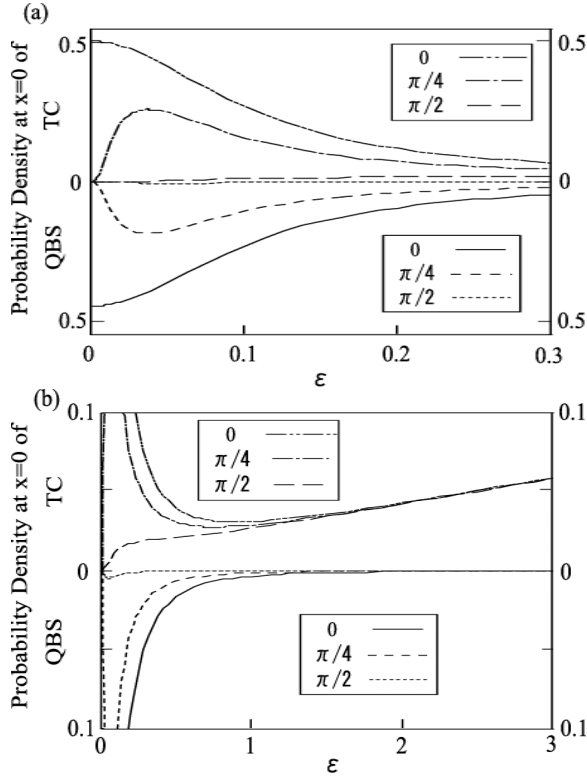 (a)
Probability Density at x=0 of
QBS TC
0.5
0
0.5
0.5
0
0.5
0
π/4
π/2
0
π/4
π/2
0 0.1 0.2 0.3
ε
(b)
Probability Density at x=0 of
QBS TC
0.1
0
0.1
0.1
0
0.1
0
π/4
π/2
0
π/4
π/2
0 1 2 3
ε